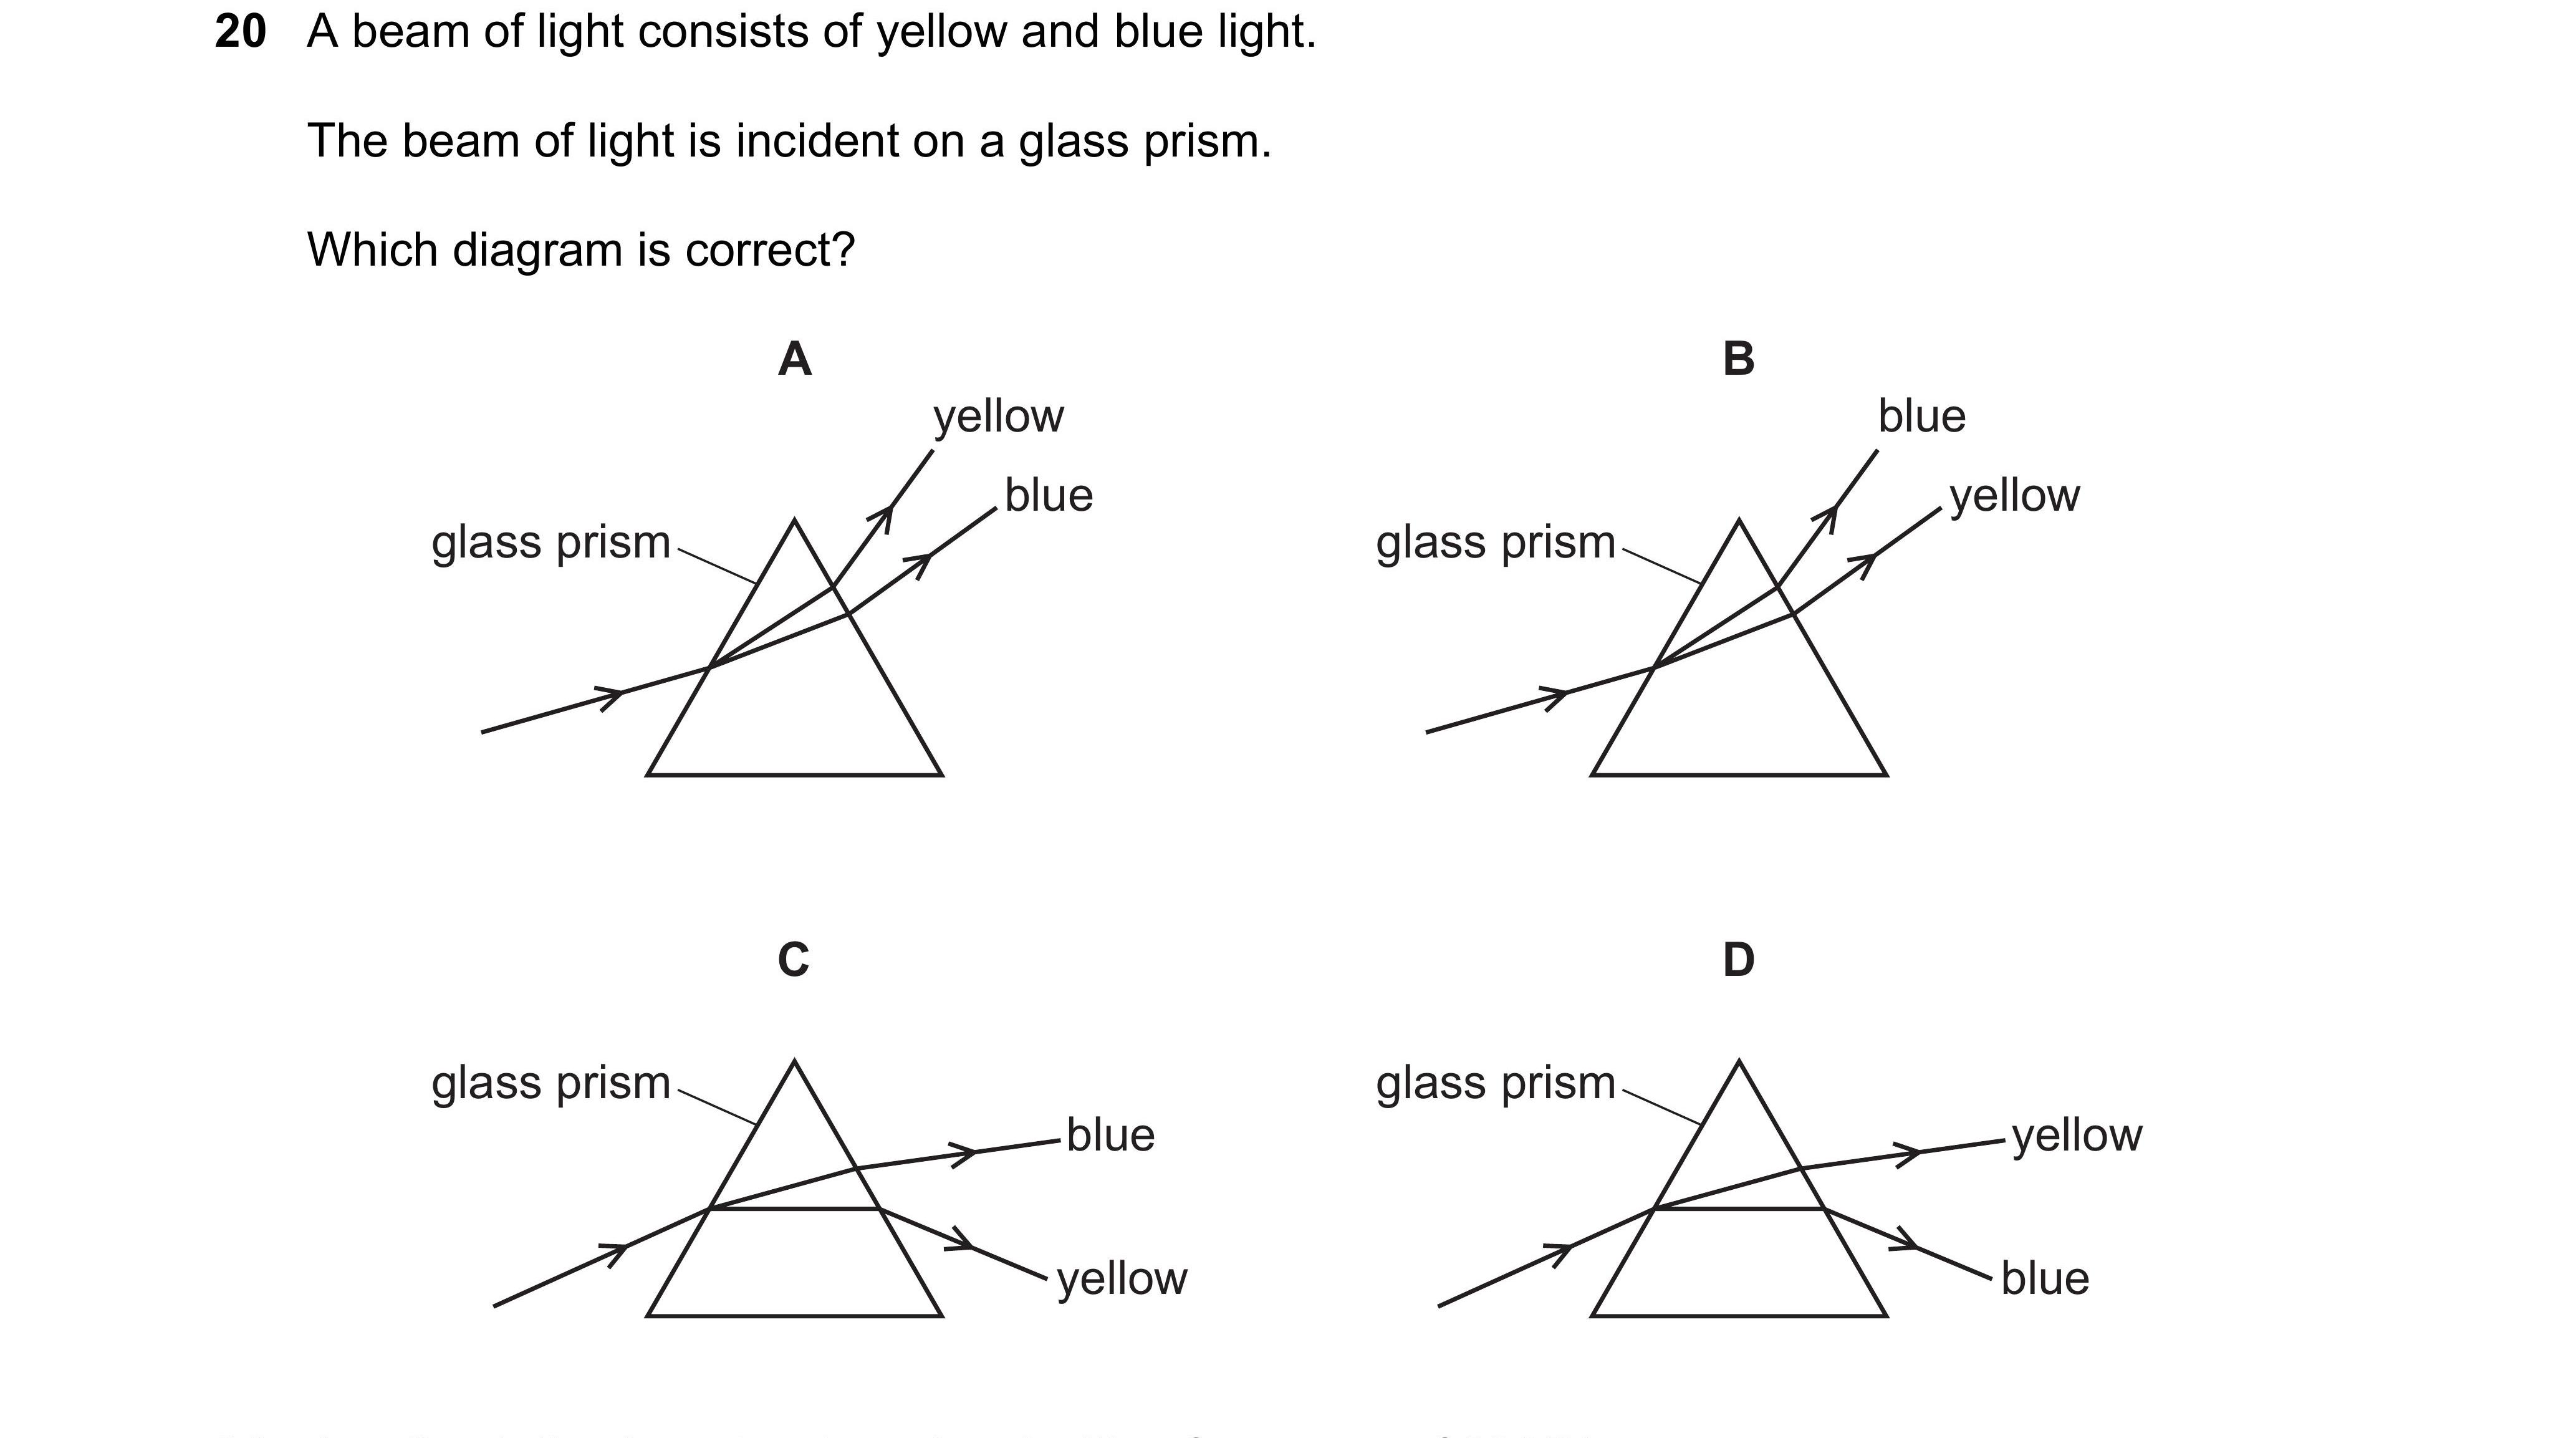 20 A beam of light consists of yellow and blue light.
The beam of light is incident on a glass prism.
Which diagram is correct?
A
yellow
blue
glass prism
B
blue
yellow
glass prism
C
glass prism
blue
yellow
D
glass prism
yellow
blue